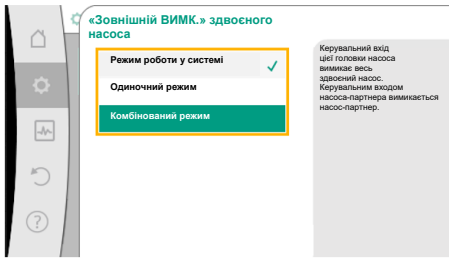 «Зовнішній ВИМК.» здвоєного
насоса
Режим роботи у системі
Одиночний режим
Комбінований режим
Керувальний вхід
цієї головки насоса
вимикає весь
здвоєний насос.
Керувальним входом
насоса-партнера вимикається
насос-партнер.